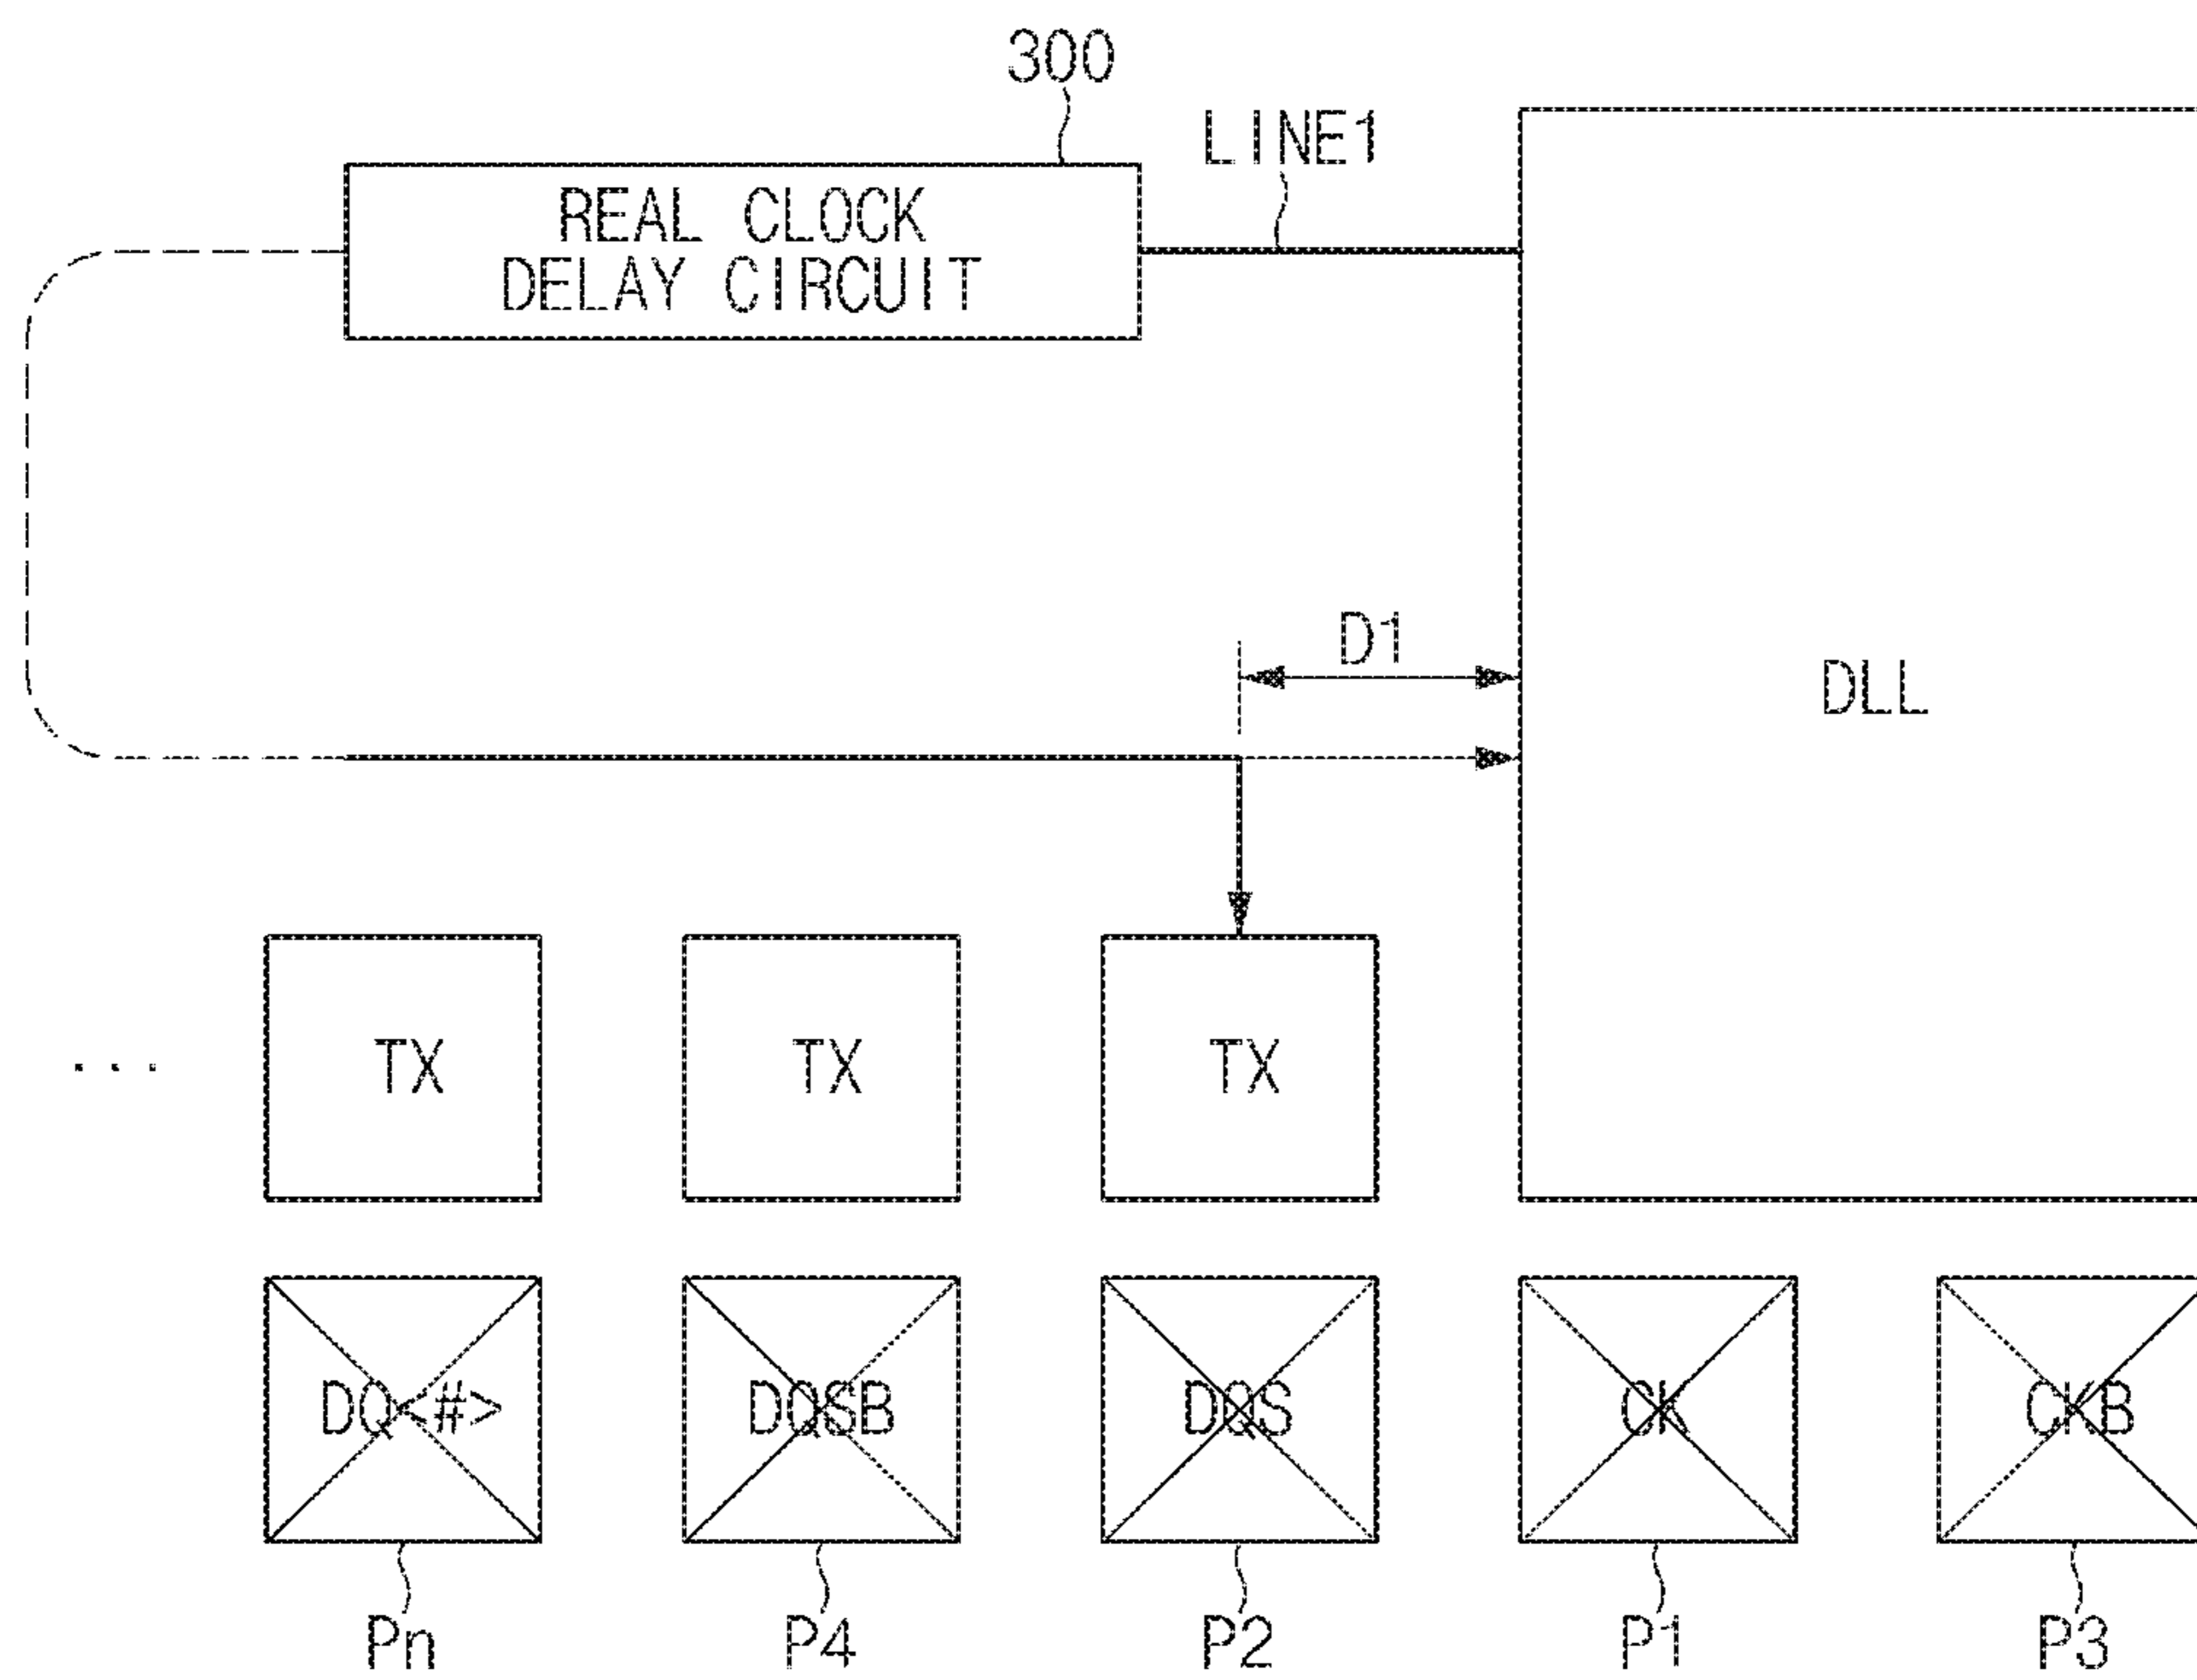 300
LINE1
REAL CLOCK
DELAY CIRCUIT
D1
DLL
... TX TX TX
DQ<#> DQSB DQS CK CKB
Pn P4 P2 P1 P3